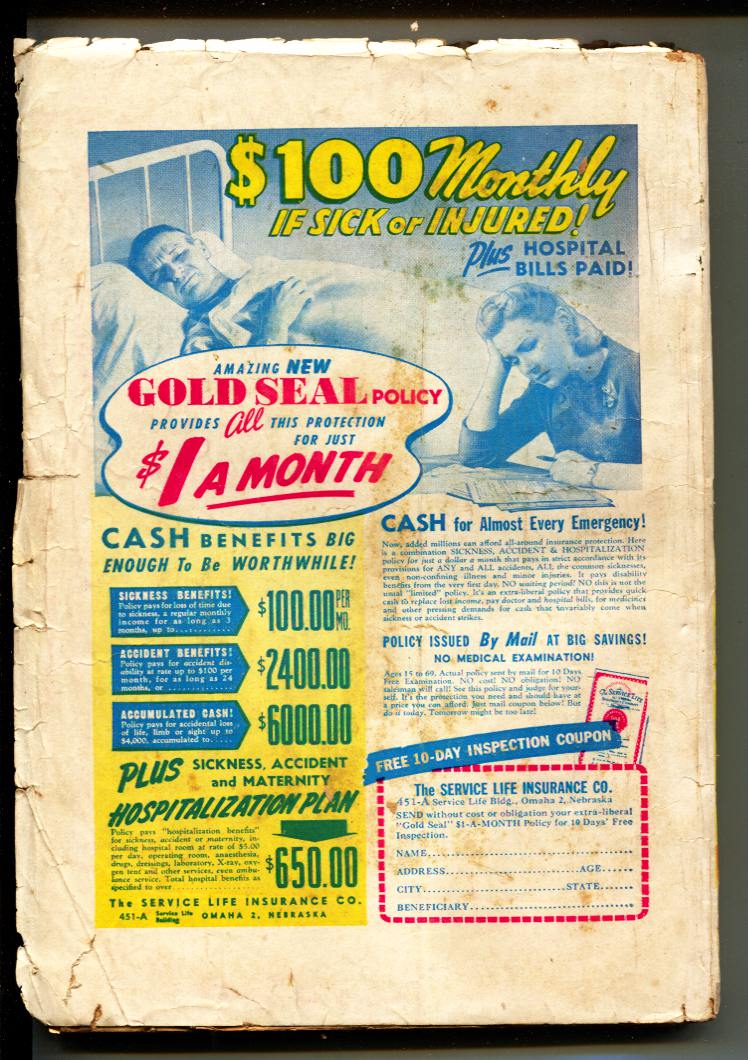 $100 Monthly
IF SICK or INJURED!
Plus HOSPITAL
BILLS PAID!
AMAZING NEW
GOLD SEAL POLICY
PROVIDES all THIS PROTECTION
FOR JUST
$1 A MONTH
CASH BENEFITS BIG
ENOUGH To Be WORTHWHILE!
SICKNESS BENEFITS!
Policy pays for loss of time due
to sickness, a regular monthly
income for as long as 3
months, up to...........
$100.00 PER
MO.
ACCIDENT BENEFITS!
Policy pays for accident dis-
ability at rate up to $100 per
month, for as long as 24
months, or .............
$2400.00
ACCUMULATED CASH!
Policy pays for accidental loss
of life, limb or sight up to
$4,000, accumulated to.....
$6000.00
PLUS SICKNESS, ACCIDENT
and MATERNITY
HOSPITALIZATION PLAN
Policy pays "hospitalization benefits"
for sickness, accident or maternity, in-
cluding hospital room at rate of $5.00
per day, operating room, anaesthesia,
drugs, dressings, laboratory, X-ray, oxy-
gen tent and other services, even ambu-
lance service. Total hospital benefits as
specified to over ....................
$650.00
The SERVICE LIFE INSURANCE CO.
451-A Service Life
Building OMAHA 2, NEBRASKA
CASH for Almost Every Emergency!
Now, added millions can afford all-around insurance protection. Here
is a combination SICKNESS, ACCIDENT & HOSPITALIZATION
policy for just a dollar a month that pays in strict accordance with its
provisions for ANY and ALL accidents, ALL the common sicknesses,
even non-confining illness and minor injuries. It pays disability
benefits from the very first day, NO waiting period! NO this is not the
usual "limited" policy. It's an extra-liberal policy that provides quick
cash to replace lost income, pay doctor and hospital bills, for medicines
and other pressing demands for cash that invariably come when
sickness or accident strikes.
POLICY ISSUED By Mail AT BIG SAVINGS!
NO MEDICAL EXAMINATION!
Ages 15 to 69. Actual policy sent by mail for 10 Days
Free Examination. NO cost! NO obligation! NO
salesman will call! See this policy and judge for your-
self. It's the protection you need and should have at
a price you can afford. Just mail coupon below! But
do it today. Tomorrow might be too late!
The Service Life
FREE 10-DAY INSPECTION COUPON
The SERVICE LIFE INSURANCE CO.
451-A Service Life Bldg., Omaha 2, Nebraska
SEND without cost or obligation your extra-liberal
"Gold Seal" $1-A-MONTH Policy for 10 Days' Free
Inspection.
NAME..........................................
ADDRESS...........................AGE......
CITY.............................STATE.......
BENEFICIARY..................................